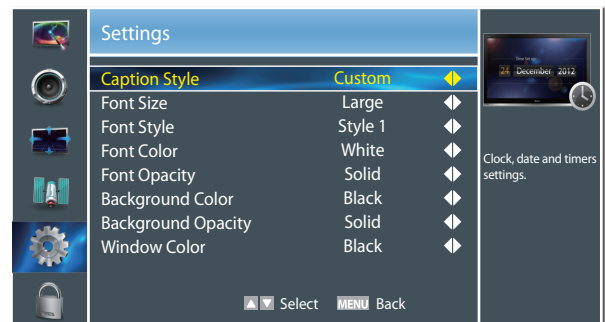 Settings
Caption Style Custom
Font Size Large
Font Style Style 1
Font Color White
Font Opacity Solid
Background Color Black
Background Opacity Solid
Window Color Black
Select MENU Back
24 December 2012
Clock, date and timers
settings.